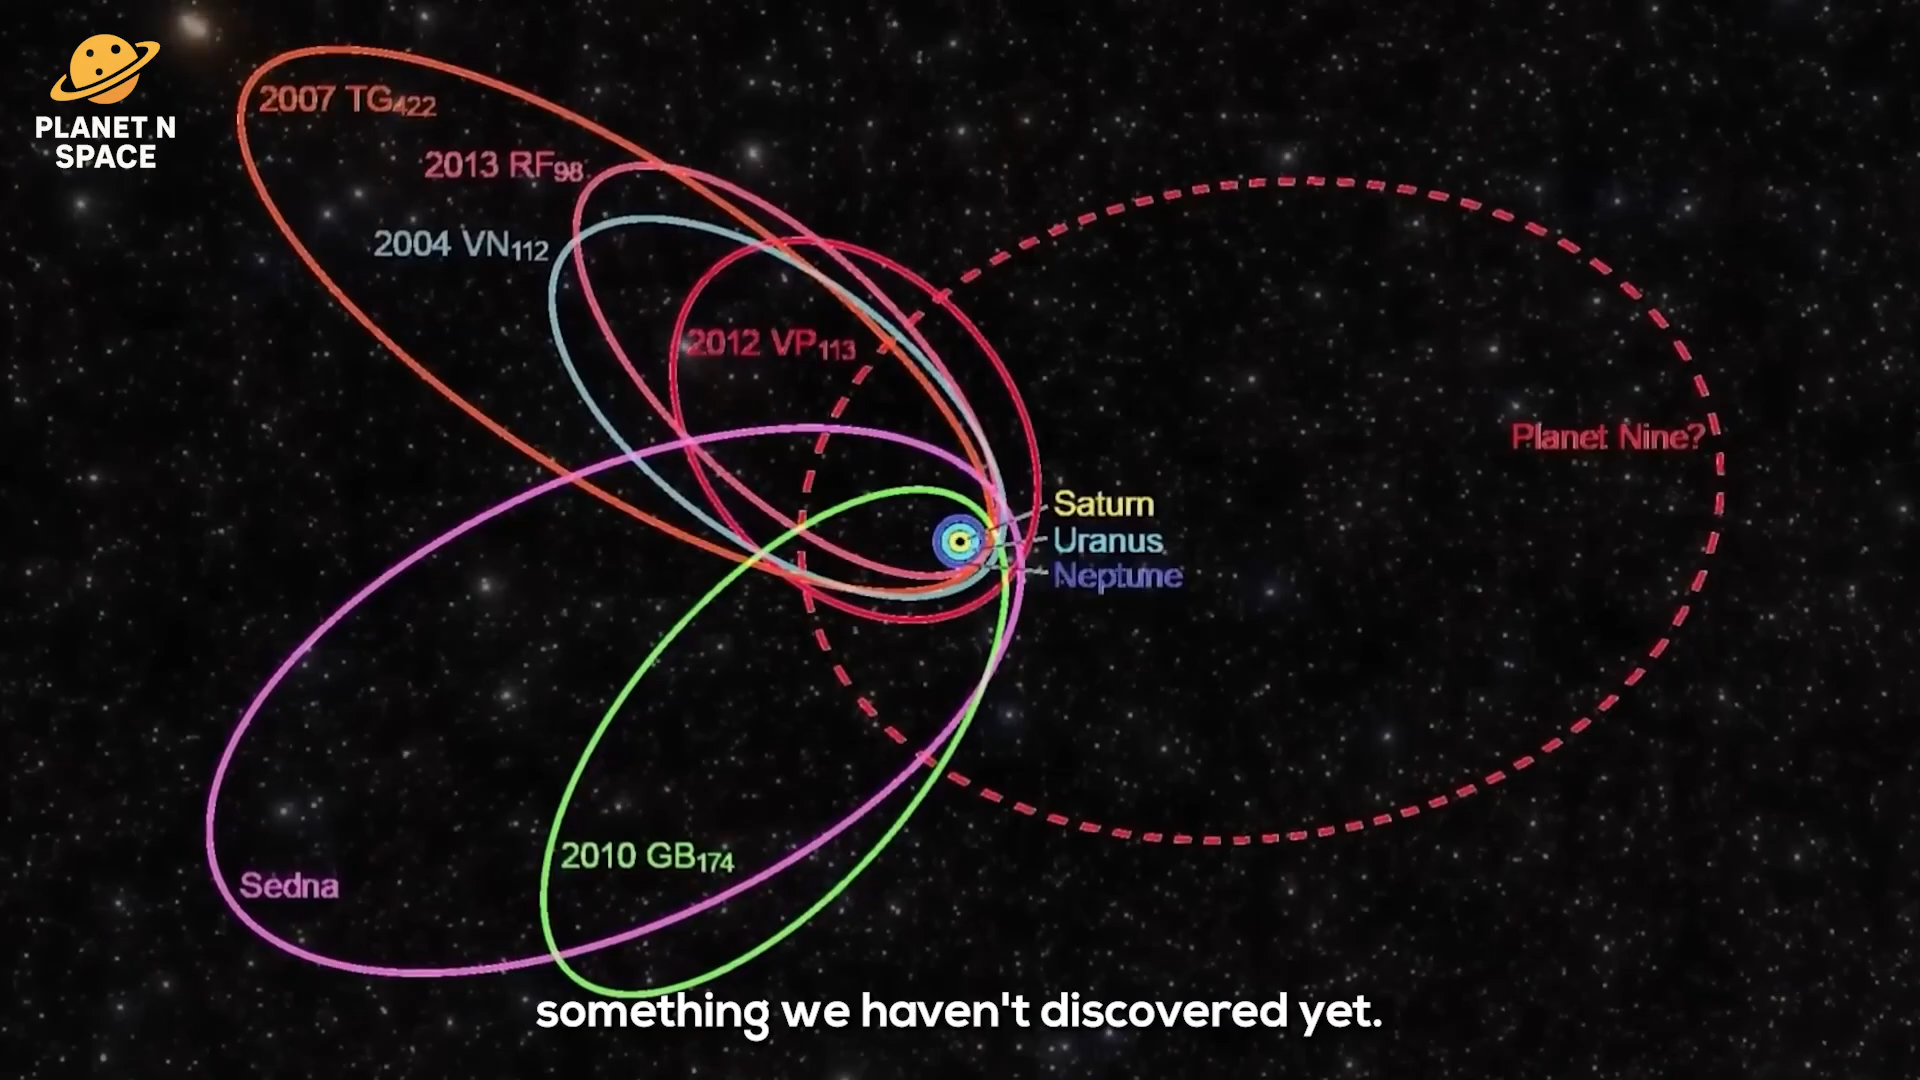 PLANET N
SPACE
2007 TG422
2013 RF98
2004 VN112
2012 VP113
Planet Nine?
Saturn
Uranus
Neptune
2010 GB174
Sedna
something we haven't discovered yet.